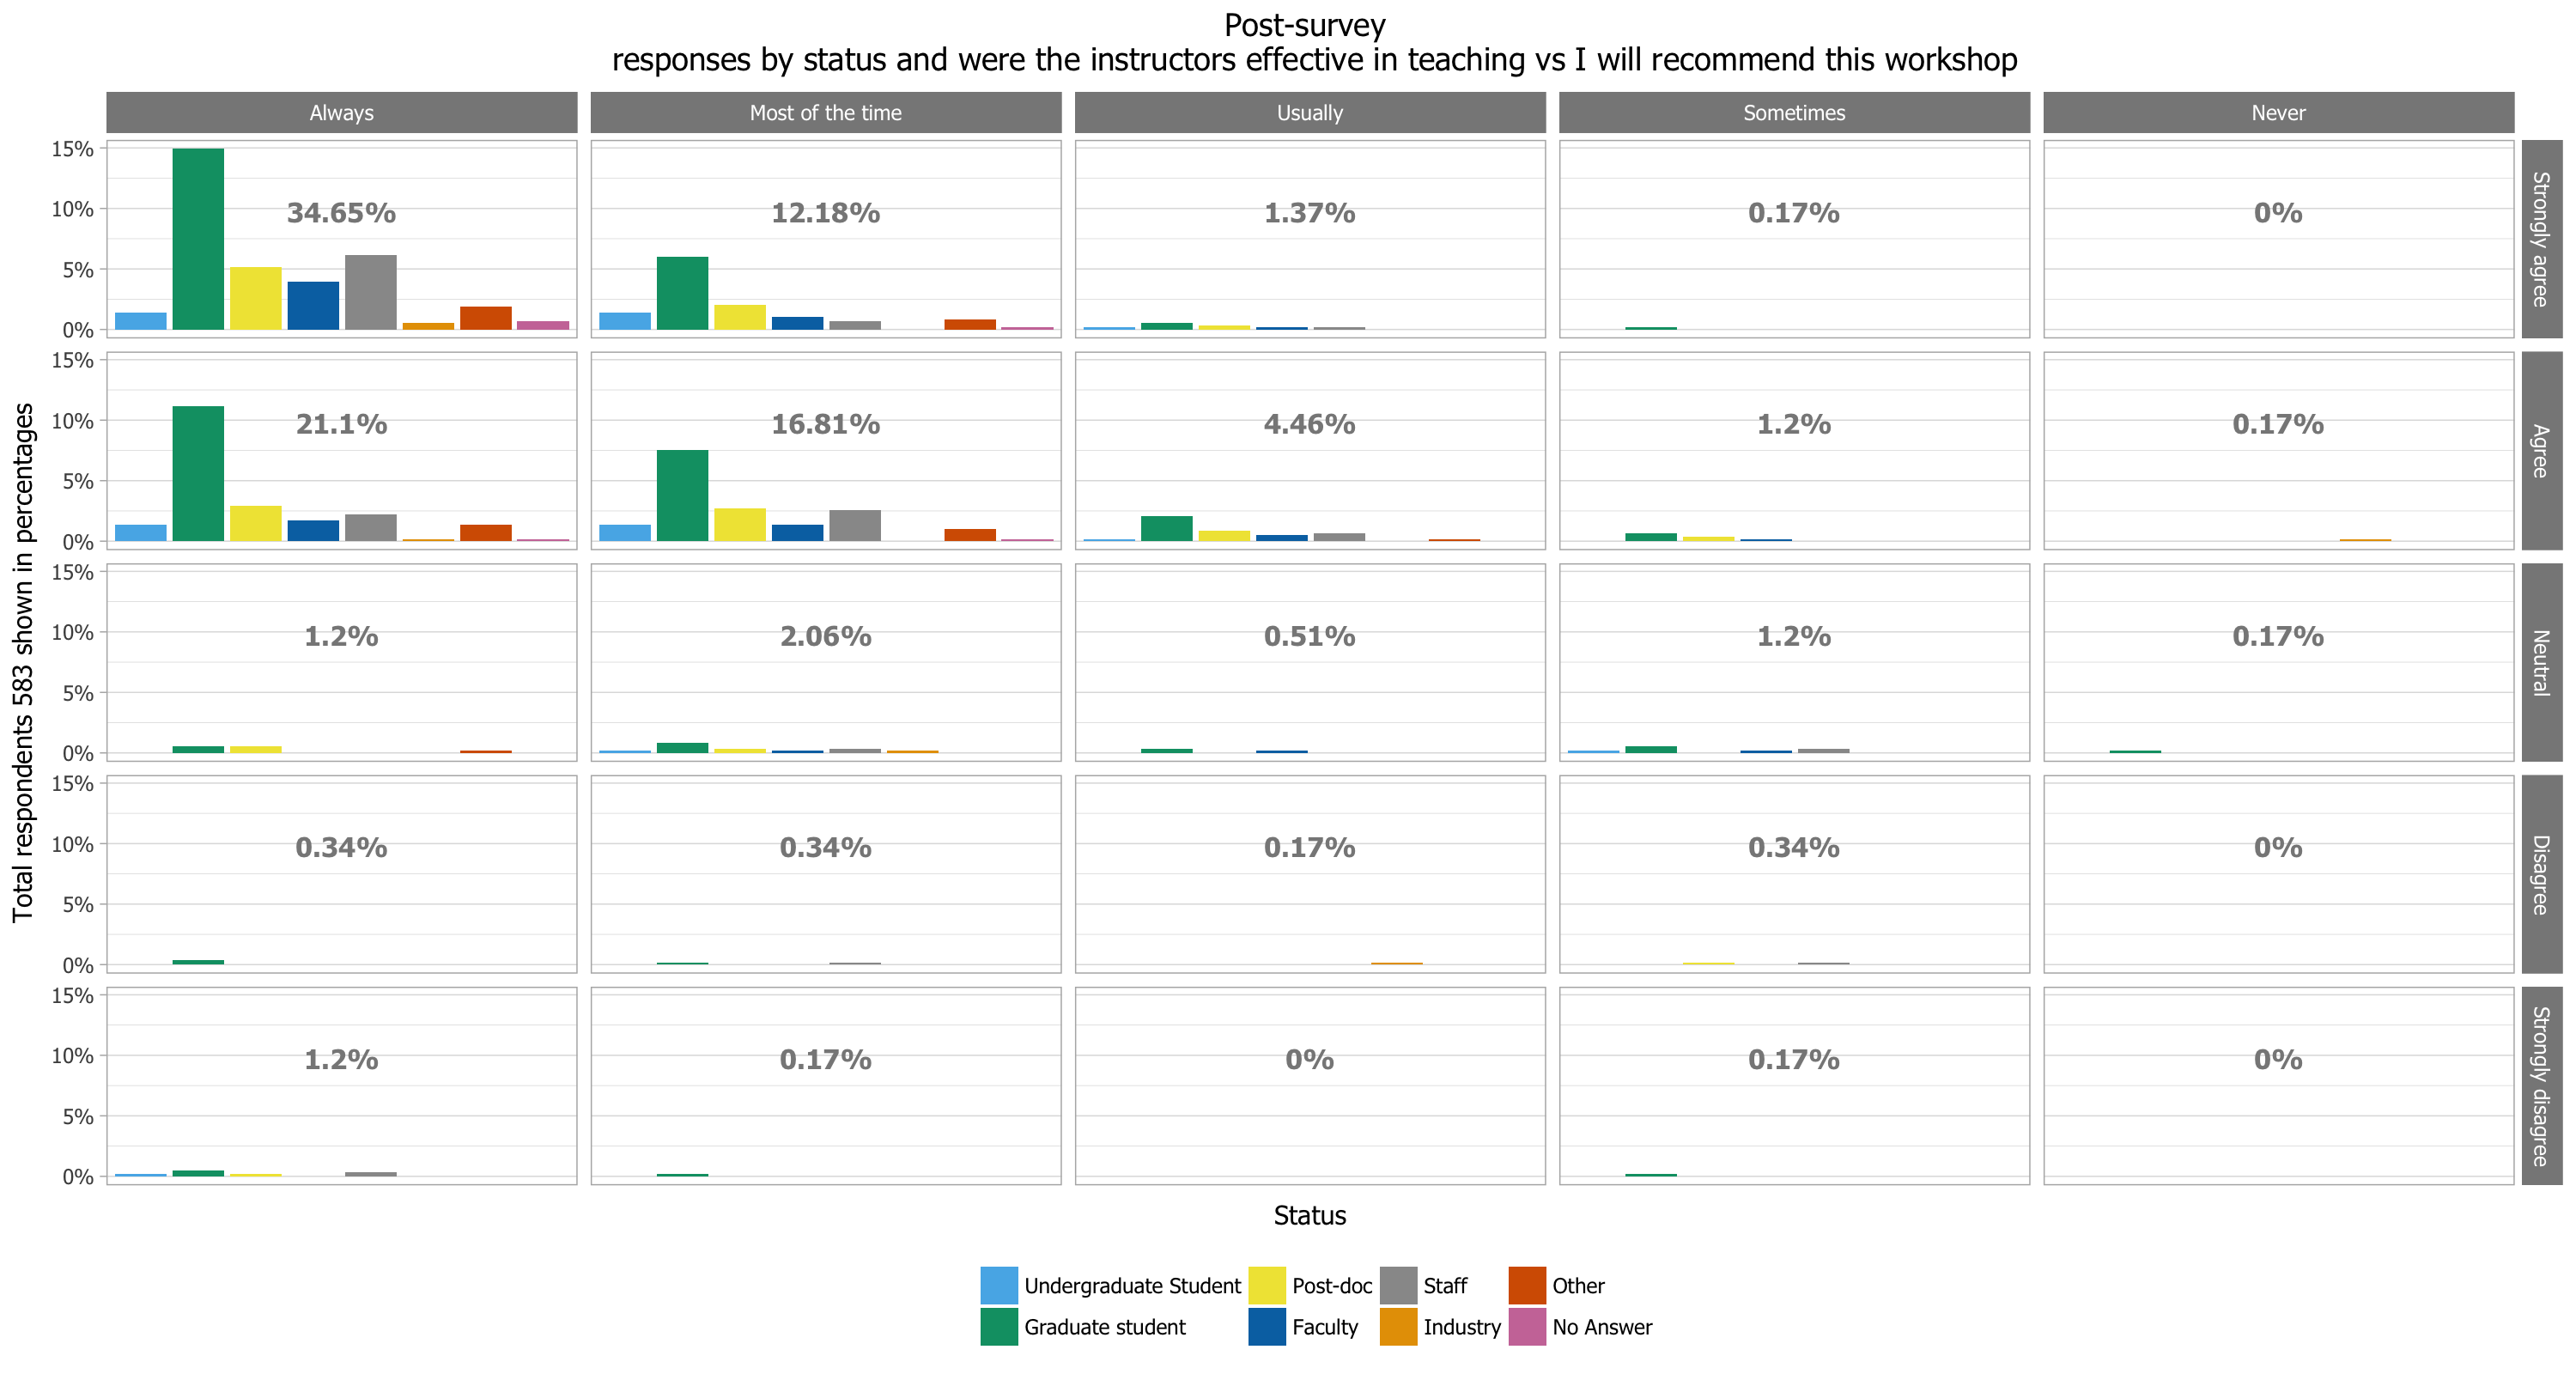 Post-survey
responses by status and were the instructors effective in teaching vs I will recommend this workshop
Always
Most of the time
Usually
Sometimes
Never
Total respondents 583 shown in percentages
15%
10%
5%
0%
34.65%
12.18%
1.37%
0.17%
0%
Strongly agree
15%
10%
5%
0%
21.1%
16.81%
4.46%
1.2%
0.17%
Agree
15%
10%
5%
0%
1.2%
2.06%
0.51%
1.2%
0.17%
Neutral
15%
10%
5%
0%
0.34%
0.34%
0.17%
0.34%
0%
Disagree
15%
10%
5%
0%
1.2%
0.17%
0%
0.17%
0%
Strongly disagree
Status
Undergraduate Student
Post-doc
Staff
Other
Graduate student
Faculty
Industry
No Answer